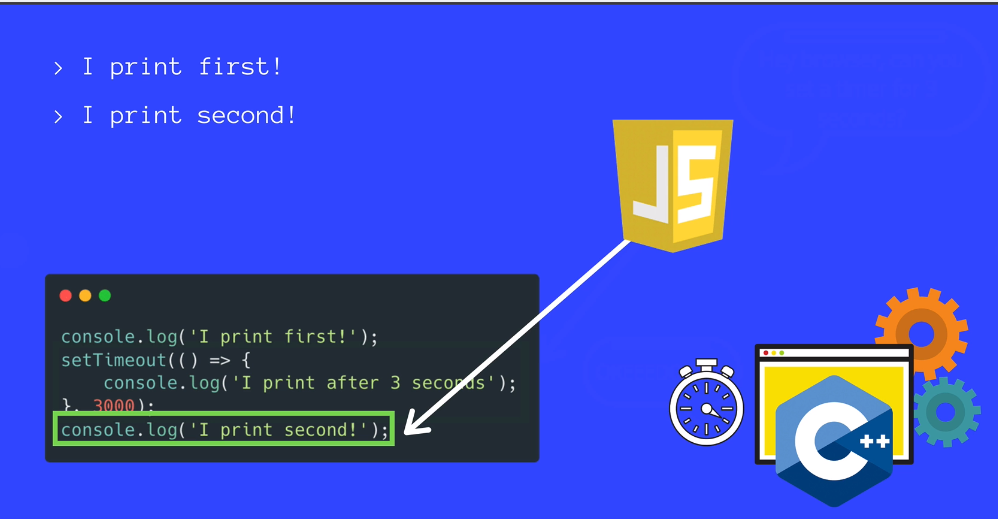 > I print first!
> I print second!
JS
console.log('I print first!');
setTimeout(() => {
    console.log('I print after 3 seconds');
}, 3000);
console.log('I print second!');
C++